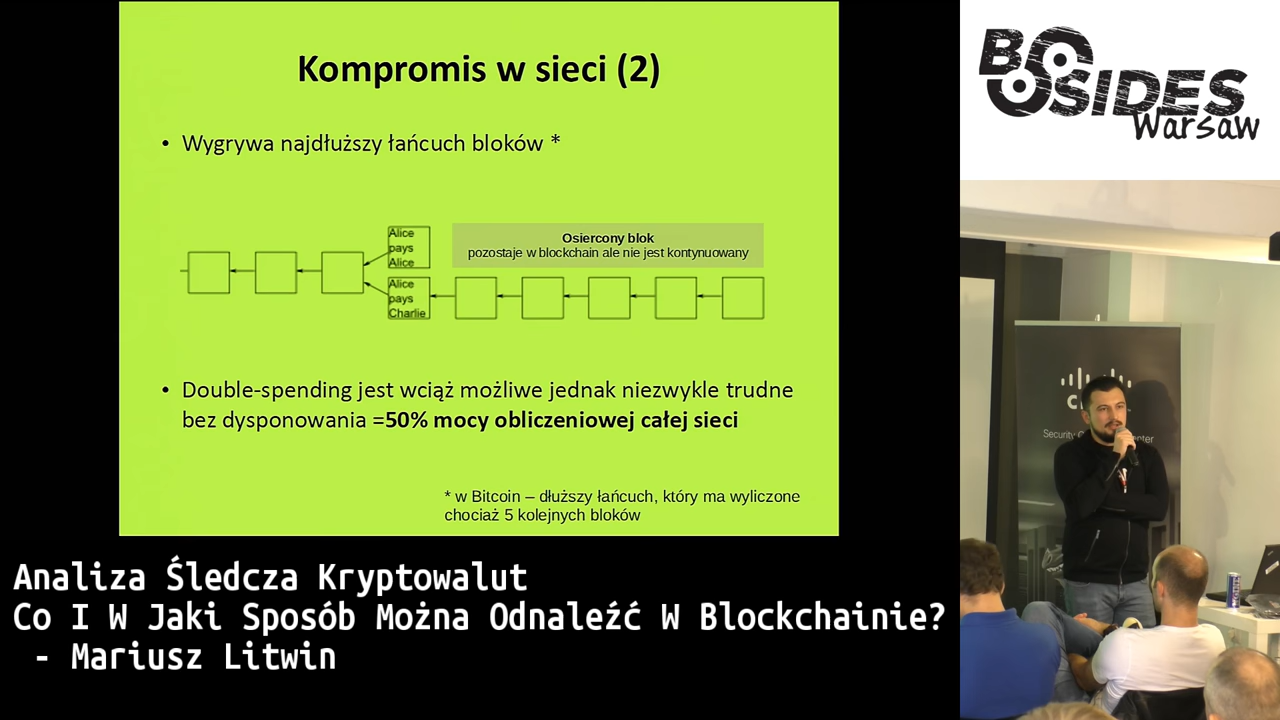 Kompromis w sieci (2)
• Wygrywa najdłuższy łańcuch bloków *
Alice
pays
Alice
Osiercony blok
pozostaje w blockchain ale nie jest kontynuowany
Alice
pays
Charlie
• Double-spending jest wciąż możliwe jednak niezwykle trudne
bez dysponowania =50% mocy obliczeniowej całej sieci
* w Bitcoin – dłuższy łańcuch, który ma wyliczone
chociaż 5 kolejnych bloków
Analiza Śledcza Kryptowalut
Co I W Jaki Sposób Można Odnaleźć W Blockchainie?
- Mariusz Litwin
BSIDES
Warsaw
Security